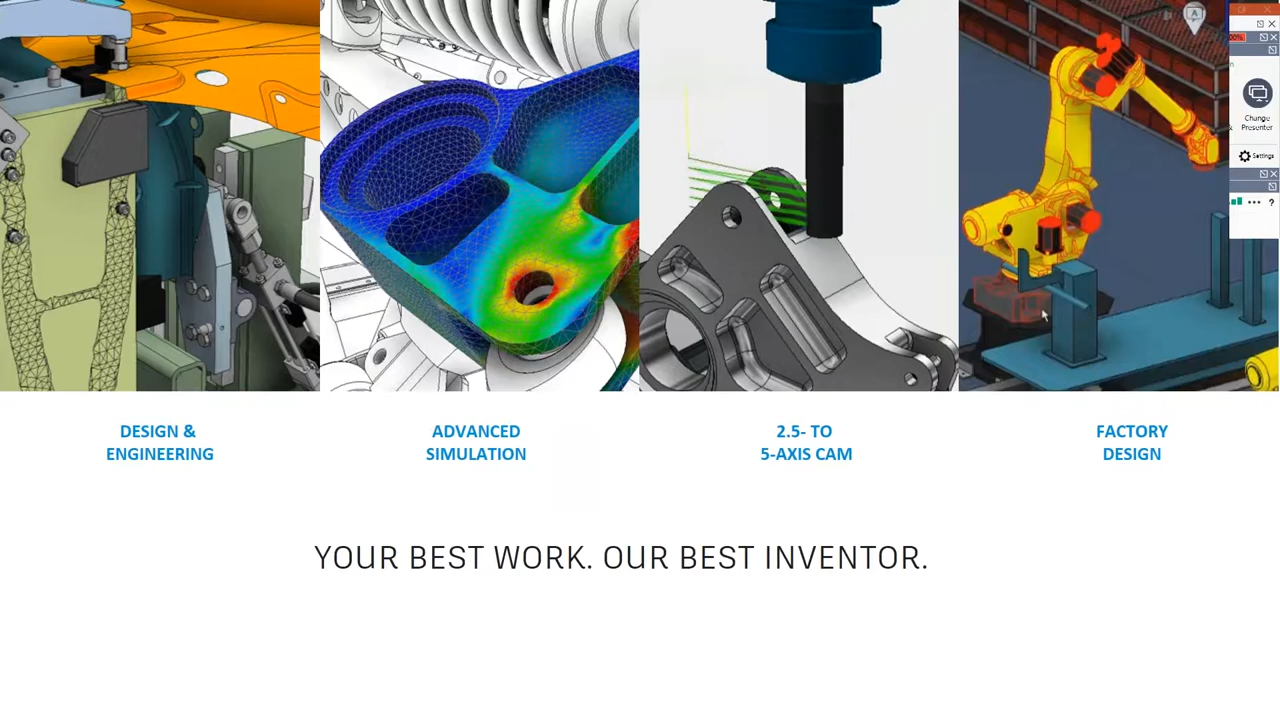 A
00%
Change
Presenter
Settings
?
DESIGN &
ENGINEERING
ADVANCED
SIMULATION
2.5- TO
5-AXIS CAM
FACTORY
DESIGN
YOUR BEST WORK. OUR BEST INVENTOR.